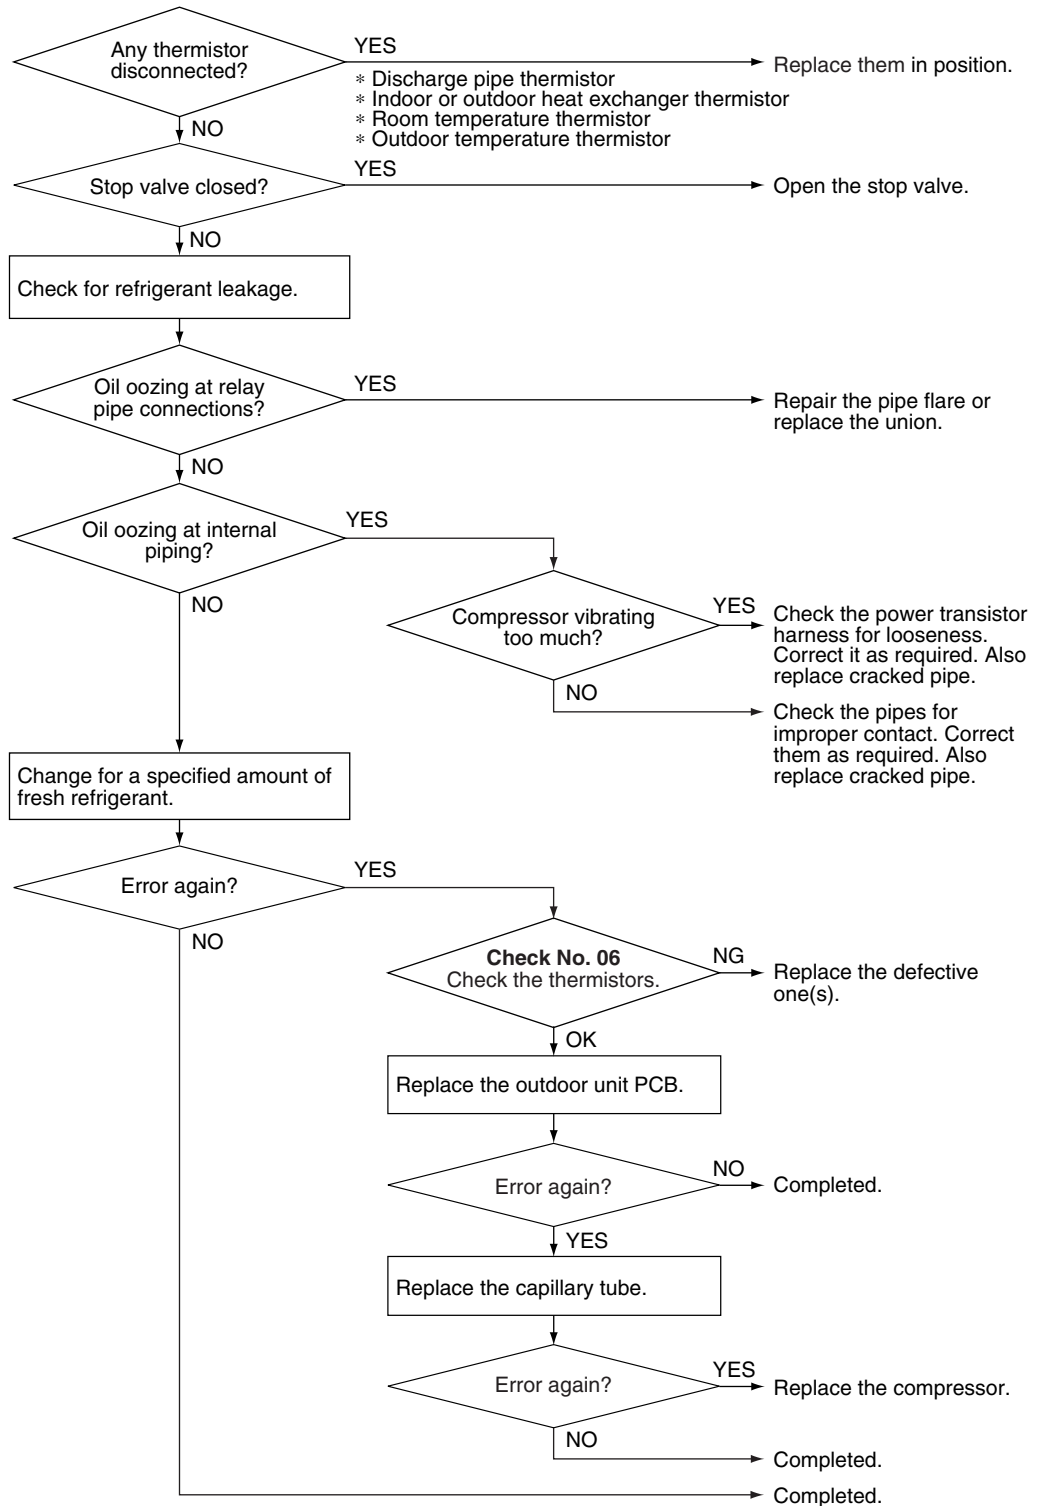 Any thermistor
disconnected?
YES
Replace them in position.
* Discharge pipe thermistor
* Indoor or outdoor heat exchanger thermistor
* Room temperature thermistor
* Outdoor temperature thermistor
NO
Stop valve closed?
YES
Open the stop valve.
NO
Check for refrigerant leakage.
Oil oozing at relay
pipe connections?
YES
Repair the pipe flare or
replace the union.
NO
Oil oozing at internal
piping?
YES
NO
Compressor vibrating
too much?
YES
Check the power transistor
harness for looseness.
Correct it as required. Also
replace cracked pipe.
NO
Check the pipes for
improper contact. Correct
them as required. Also
replace cracked pipe.
Change for a specified amount of
fresh refrigerant.
Error again?
YES
NO
Check No. 06
Check the thermistors.
NG
Replace the defective
one(s).
OK
Replace the outdoor unit PCB.
Error again?
NO
Completed.
YES
Replace the capillary tube.
Error again?
YES
Replace the compressor.
NO
Completed.
Completed.